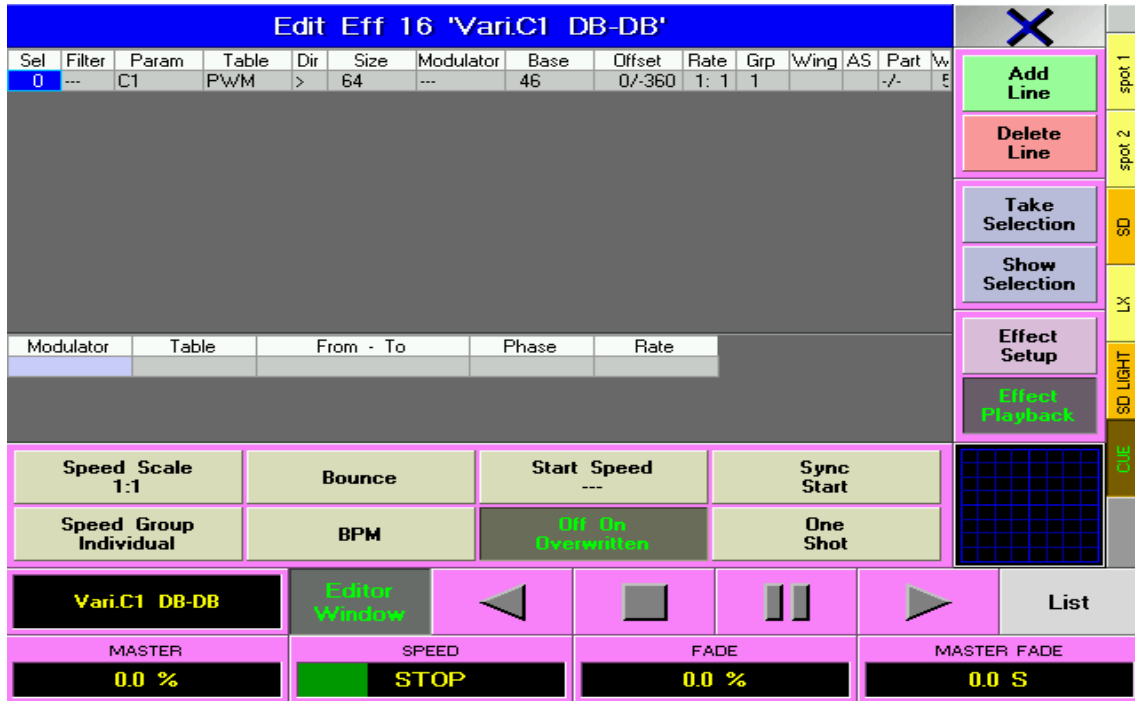 Edit Eff 16 'Vari.C1 DB-DB'
Sel Filter Param Table Dir Size Modulator Base Offset Rate Grp Wing AS Part W
0 --- C1 PWM > 64 --- 46 0/-360 1: 1 1 -/- 5
Add
Line
Delete
Line
Take
Selection
Show
Selection
Effect
Setup
Effect
Playback
spot 1
spot 2
SD
LX
SD LIGHT
CUE
Modulator Table From - To Phase Rate
Speed Scale
1:1
Bounce
Start Speed
---
Sync
Start
Speed Group
Individual
BPM
Off On
Overwritten
One
Shot
Vari.C1 DB-DB
Editor
Window
List
MASTER SPEED FADE MASTER FADE
0.0 % STOP 0.0 % 0.0 S